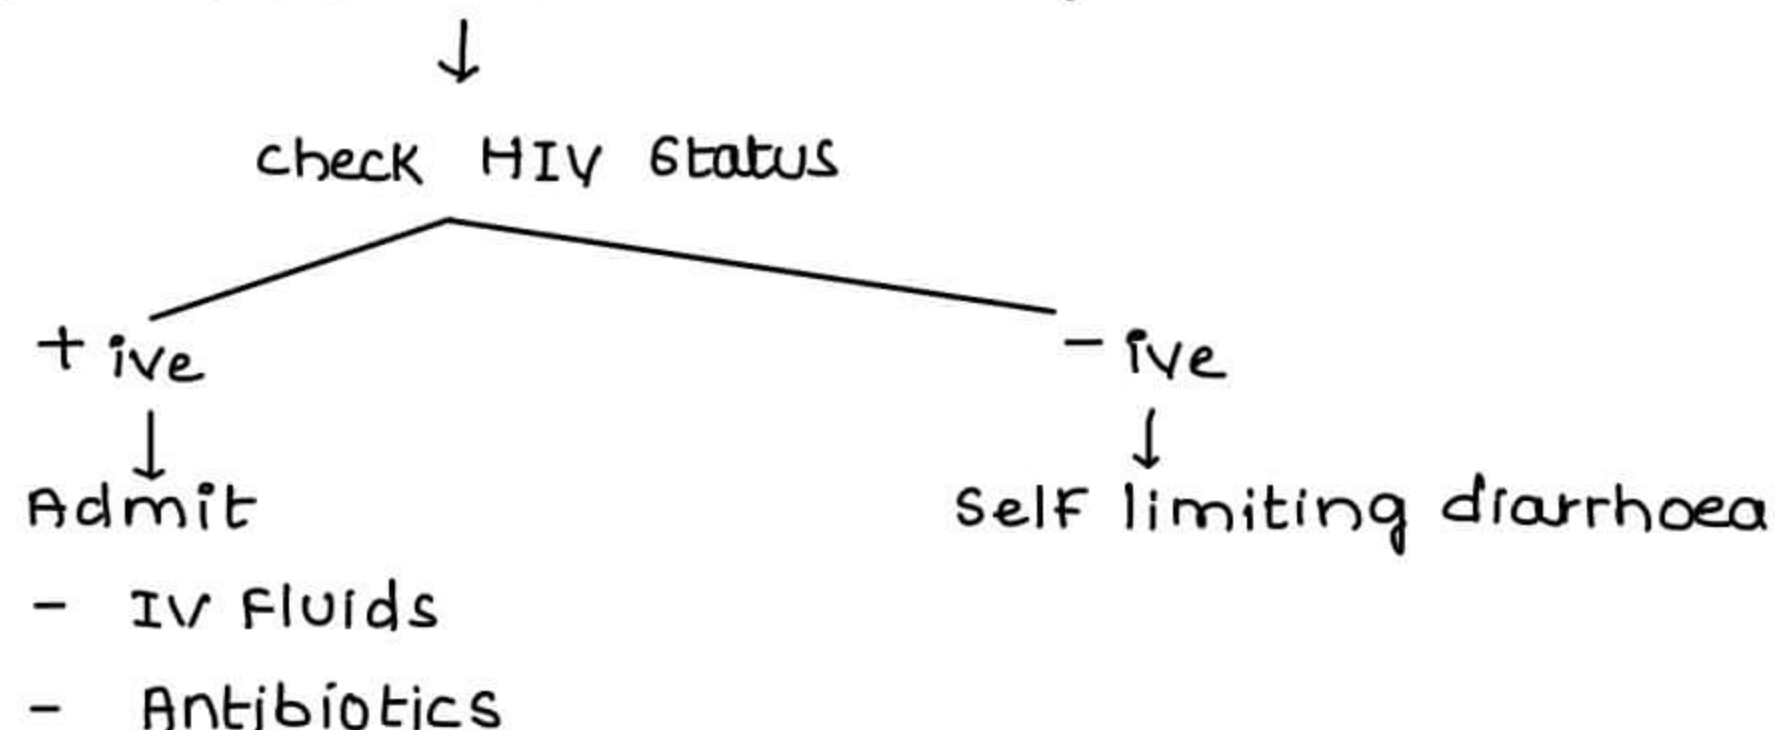 ↓
check HIV Status
+ ive - ive
↓ ↓
Admit Self limiting diarrhoea
- IV Fluids
- Antibiotics